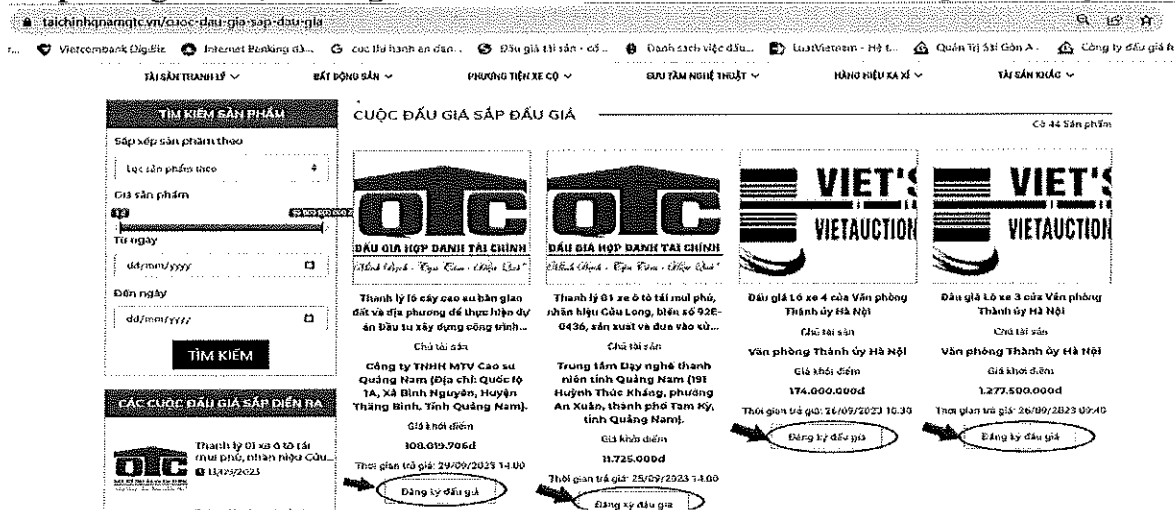 taichinhqnamqtc.vn/cuoc-dau-gia-sap-dau-gia
Vietcombank DigiBiz
Internet Banking dà...
G cuc thi hanh an dan...
Đấu giá tài sản - cổ...
Danh sách việc đấu...
LuatVietnam - Hệ t...
Quản Trị Sài Gòn A -
Công ty đấu giá
TÀI SẢN THANH LÝ
BẤT ĐỘNG SẢN
PHƯƠNG TIỆN XE CỘ
SƯU TẦM NGHỆ THUẬT
HÀNG HIỆU XA XỈ
TÀI SẢN KHÁC
TÌM KIẾM SẢN PHẨM
Sắp xếp sản phẩm theo
Lọc sản phẩm theo
Giá sản phẩm
Từ ngày
dd/mm/yyyy
Đến ngày
dd/mm/yyyy
TÌM KIẾM
CÁC CUỘC ĐẤU GIÁ SẮP DIỄN RA
QTC
Thanh lý 01 xe ô tô tải
mui phủ, nhãn hiệu Cửu...
CUỘC ĐẤU GIÁ SẮP ĐẤU GIÁ
Có 44 Sản phẩm
QTC
ĐẤU GIÁ HỢP DANH TÀI CHÍNH
Thanh lý lô cây cao su bàn giao
đất và địa phương để thực hiện dự
án Đầu tư xây dựng công trình...
Chủ tài sản
Công ty TNHH MTV Cao su
Quảng Nam (Địa chỉ: Quốc lộ
1A, Xã Bình Nguyên, Huyện
Thăng Bình, Tỉnh Quảng Nam).
Giá khởi điểm
108.019.706đ
Thời gian trả giá: 29/09/2023 14:00
Đăng ký đấu giá
QTC
ĐẤU GIÁ HỢP DANH TÀI CHÍNH
Thanh lý 01 xe ô tô tải mui phủ,
nhãn hiệu Cửu Long, biển số 92E-
0436, sản xuất và đưa vào sử...
Chủ tài sản
Trung tâm Dạy nghề thanh
niên tỉnh Quảng Nam (191
Huỳnh Thúc Kháng, phường
An Xuân, thành phố Tam Kỳ,
tỉnh Quảng Nam).
Giá khởi điểm
11.725.000đ
Thời gian trả giá: 25/09/2023 14:00
Đăng ký đấu giá
VIET'S
VIETAUCTION
Đấu giá Lô xe 4 của Văn phòng
Thành ủy Hà Nội
Chủ tài sản
Văn phòng Thành ủy Hà Nội
Giá khởi điểm
174.000.000đ
Thời gian trả giá: 26/09/2023 10:30
Đăng ký đấu giá
VIET'S
VIETAUCTION
Đấu giá Lô xe 3 của Văn phòng
Thành ủy Hà Nội
Chủ tài sản
Văn phòng Thành ủy Hà Nội
Giá khởi điểm
1.277.500.000đ
Thời gian trả giá: 26/09/2023 09:40
Đăng ký đấu giá